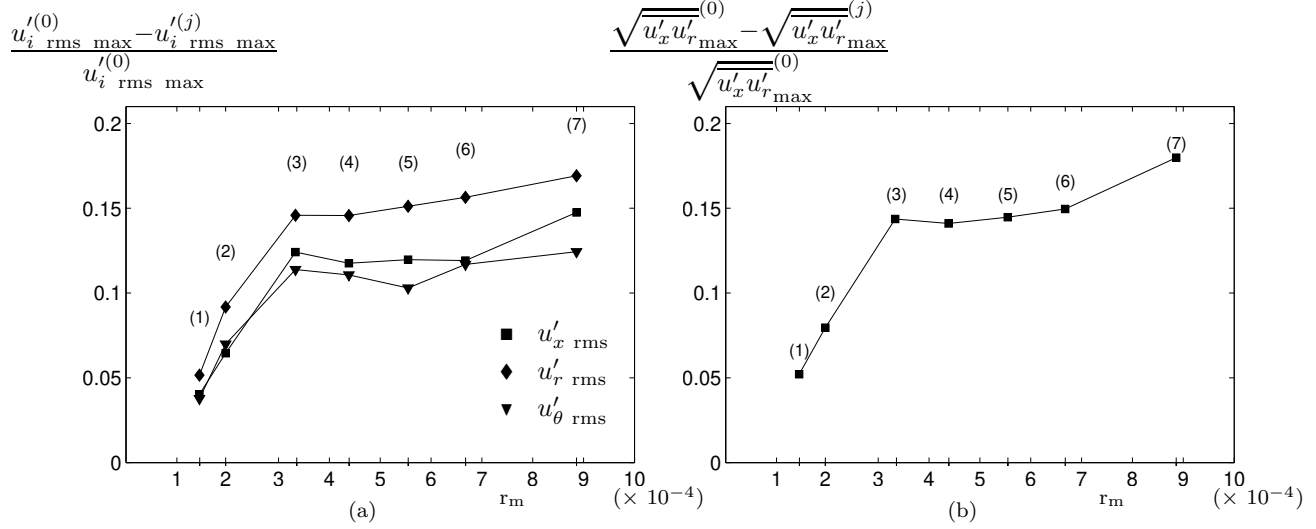 u′(0)i rms max−u′(j)i rms max
u′(0)i rms max
√u′xu′r max(0)−√u′xu′r max(j)
√u′xu′r max(0)
0.2
0.15
0.1
0.05
0
(1)
(2)
(3)
(4)
(5)
(6)
(7)
u′x rms
u′r rms
u′θ rms
1 2 3 4 5 6 7 8 9 10
rm
(× 10−4)
(a)
0.2
0.15
0.1
0.05
0
(1)
(2)
(3)
(4)
(5)
(6)
(7)
1 2 3 4 5 6 7 8 9 10
rm
(× 10−4)
(b)